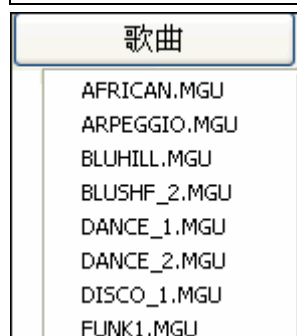 歌曲
AFRICAN.MGU
ARPEGGIO.MGU
BLUHILL.MGU
BLUSHF_2.MGU
DANCE_1.MGU
DANCE_2.MGU
DISCO_1.MGU
FUNK1.MGU